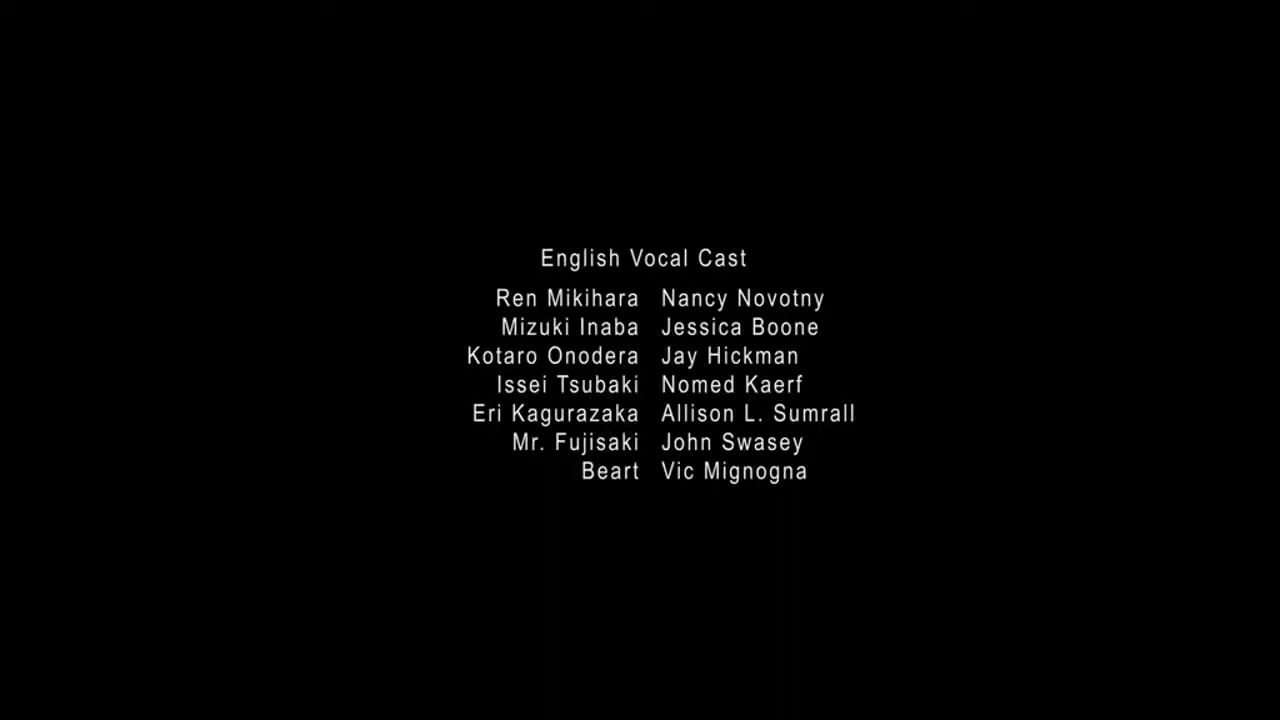 English Vocal Cast
Ren Mikihara Nancy Novotny
Mizuki Inaba Jessica Boone
Kotaro Onodera Jay Hickman
Issei Tsubaki Nomed Kaerf
Eri Kagurazaka Allison L. Sumrall
Mr. Fujisaki John Swasey
Beart Vic Mignogna